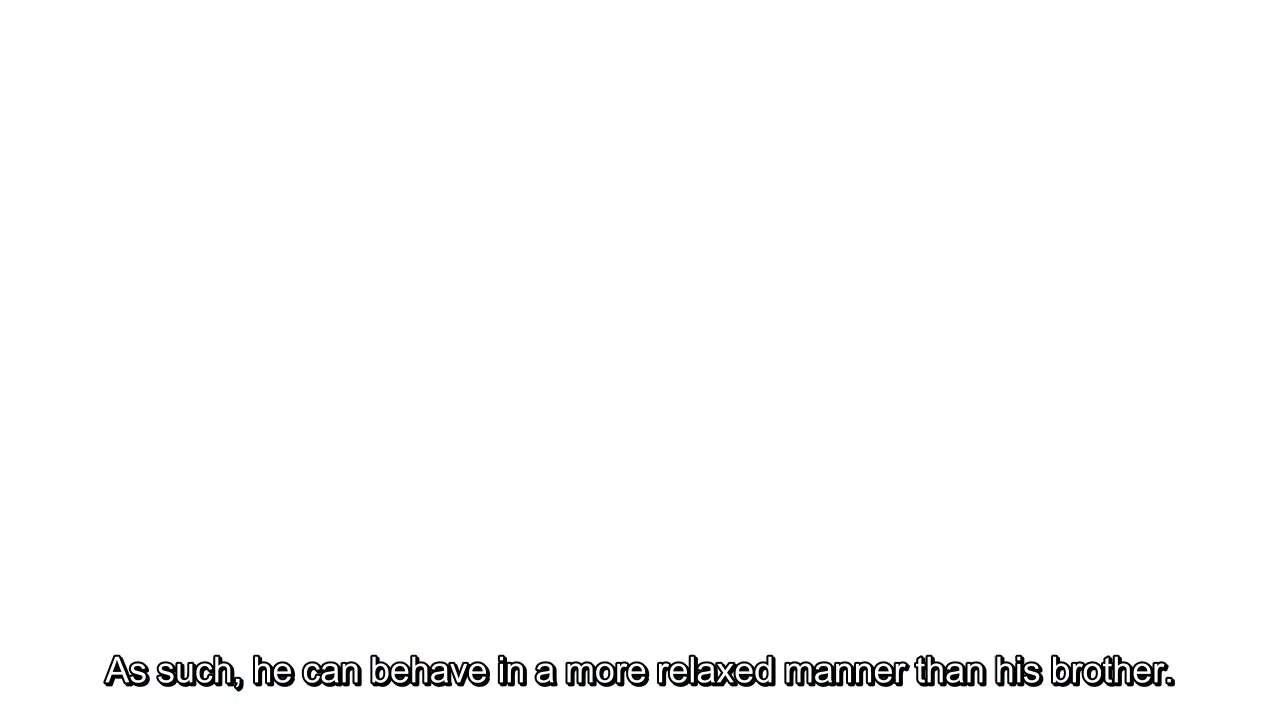 As such, he can behave in a more relaxed manner than his brother.